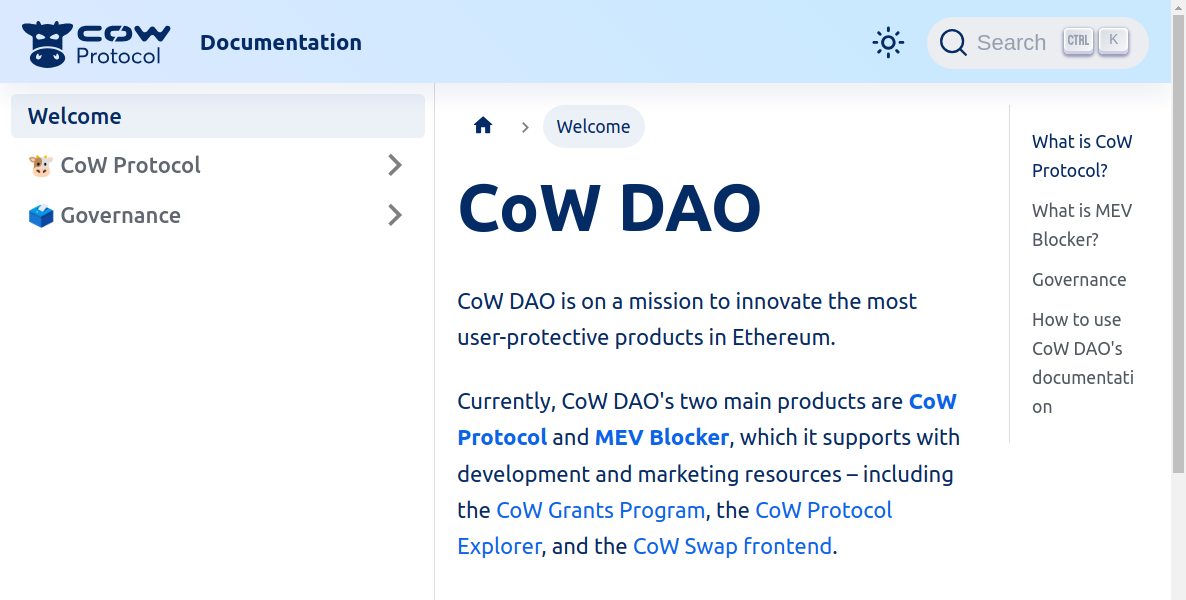 COW
Protocol
Documentation
Search CTRL K
Welcome
CoW Protocol
Governance
Welcome
CoW DAO
CoW DAO is on a mission to innovate the most
user-protective products in Ethereum.
Currently, CoW DAO's two main products are CoW
Protocol and MEV Blocker, which it supports with
development and marketing resources – including
the CoW Grants Program, the CoW Protocol
Explorer, and the CoW Swap frontend.
What is CoW
Protocol?
What is MEV
Blocker?
Governance
How to use
CoW DAO's
documentati
on